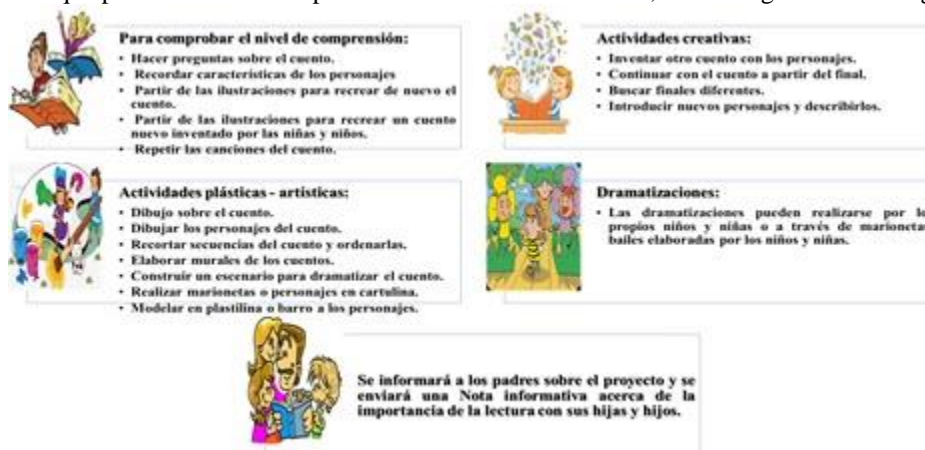 Para comprobar el nivel de comprensión:
• Hacer preguntas sobre el cuento.
• Recordar características de los personajes
• Partir de las ilustraciones para recrear de nuevo el
cuento.
• Partir de las ilustraciones para recrear un cuento
nuevo inventado por las niñas y niños.
• Repetir las canciones del cuento.
Actividades creativas:
• Inventar otro cuento con los personajes.
• Continuar con el cuento a partir del final.
• Buscar finales diferentes.
• Introducir nuevos personajes y describirlos.
Actividades plásticas - artísticas:
• Dibujo sobre el cuento.
• Dibujar los personajes del cuento.
• Recortar secuencias del cuento y ordenarlas.
• Elaborar murales de los cuentos.
• Construir un escenario para dramatizar el cuento.
• Realizar marionetas o personajes en cartulina.
• Modelar en plastilina o barro a los personajes.
Dramatizaciones:
• Las dramatizaciones pueden realizarse por
propios niños y niñas o a través de
bailes elaboradas por los niños y niñas.
Se informará a los padres sobre el proyecto y se
enviará una Nota informativa acerca de la
importancia de la lectura con sus hijas y hijos.